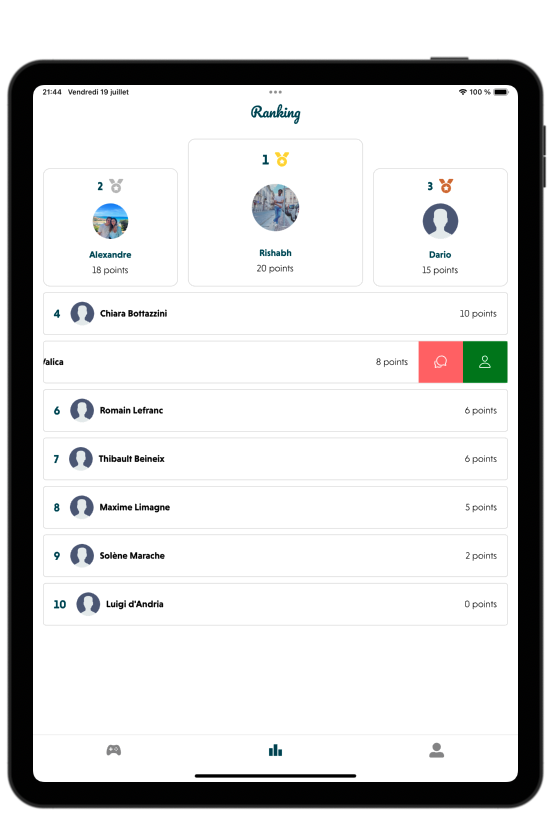 21:44 Vendredi 19 juillet
100 %
Ranking
1
2
3
Alexandre
18 points
Rishabh
20 points
Dario
15 points
4 Chiara Bottazzini 10 points
8 points
6 Romain Lefranc 6 points
7 Thibault Beineix 6 points
8 Maxime Limagne 5 points
9 Solène Marache 2 points
10 Luigi d'Andria 0 points